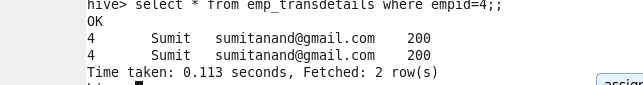 hive> select * from emp_transdetails where empid=4;;
OK
4 Sumit sumitanand@gmail.com 200
4 Sumit sumitanand@gmail.com 200
Time taken: 0.113 seconds, Fetched: 2 row(s)